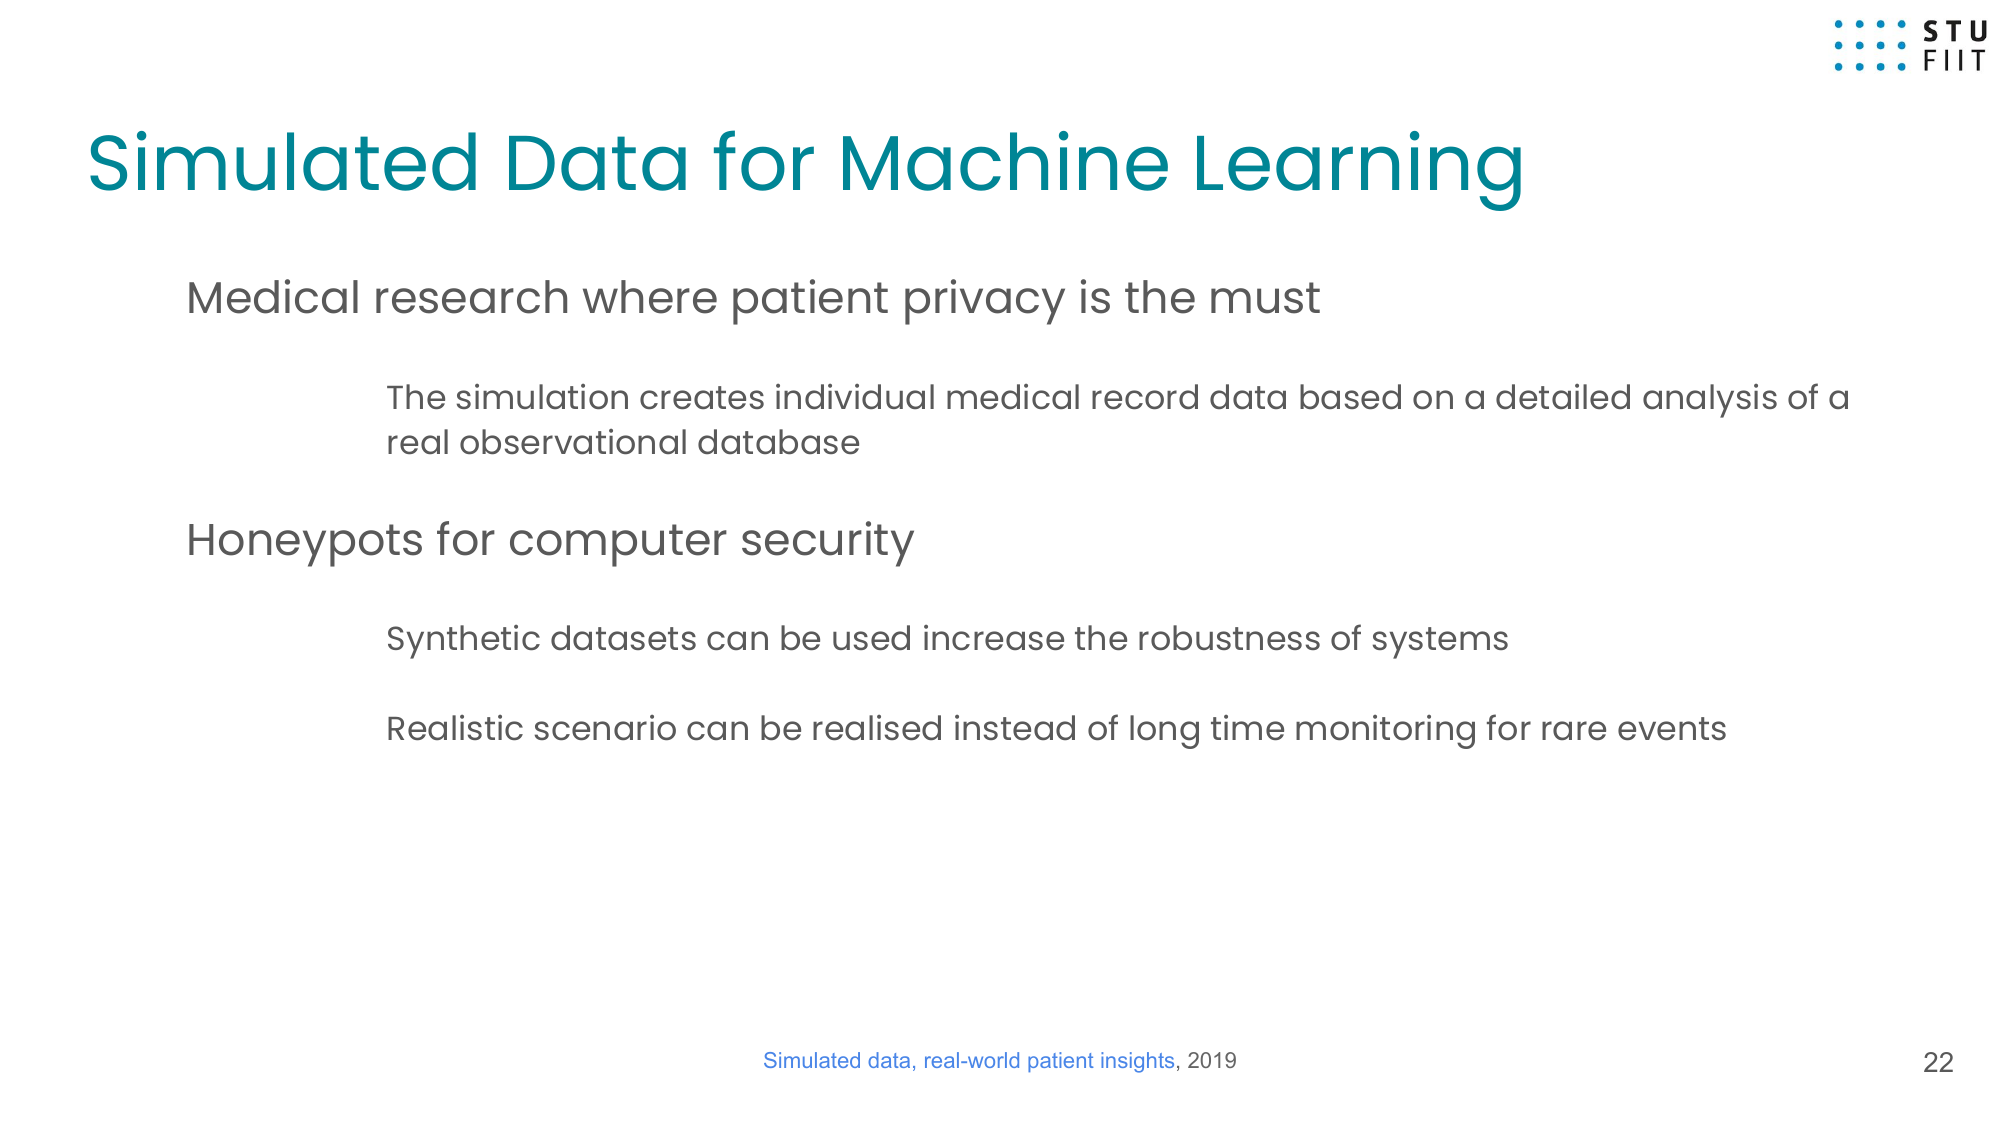 STU
FIIT
Simulated Data for Machine Learning
Medical research where patient privacy is the must
The simulation creates individual medical record data based on a detailed analysis of a
real observational database
Honeypots for computer security
Synthetic datasets can be used increase the robustness of systems
Realistic scenario can be realised instead of long time monitoring for rare events
Simulated data, real-world patient insights, 2019
22